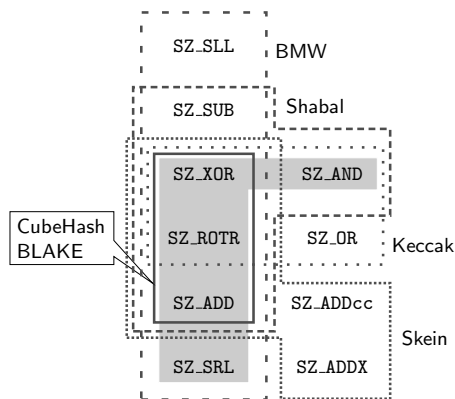 SZ_SLL
BMW
SZ_SUB
Shabal
SZ_XOR
SZ_AND
CubeHash
BLAKE
SZ_ROTR
SZ_OR
Keccak
SZ_ADD
SZ_ADDcc
Skein
SZ_SRL
SZ_ADDX